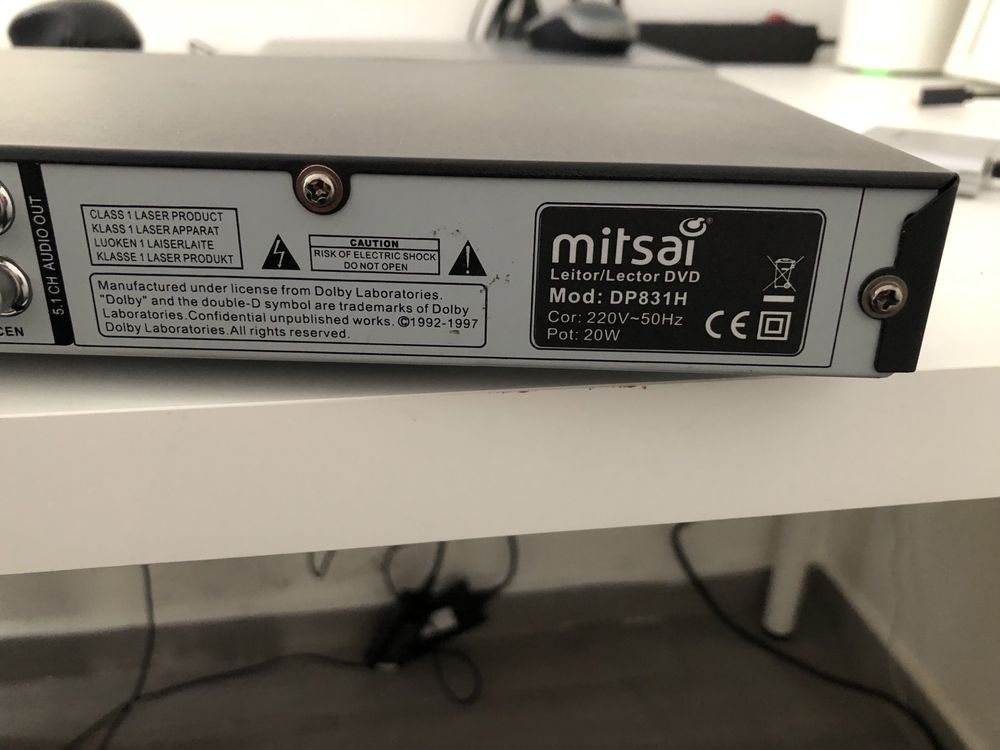 5.1 CH AUDIO OUT
CEN
CLASS 1 LASER PRODUCT
KLASS 1 LASER APPARAT
LUOKEN 1 LAISERLAITE
KLASSE 1 LASER PRODUKT
CAUTION
RISK OF ELECTRIC SHOCK
DO NOT OPEN
Manufactured under license from Dolby Laboratories.
"Dolby" and the double-D symbol are trademarks of Dolby
Laboratories.Confidential unpublished works. ©1992-1997
Dolby Laboratories.All rights reserved.
mitsai®
Leitor/Lector DVD
Mod: DP831H
Cor: 220V~50Hz
Pot: 20W
CE